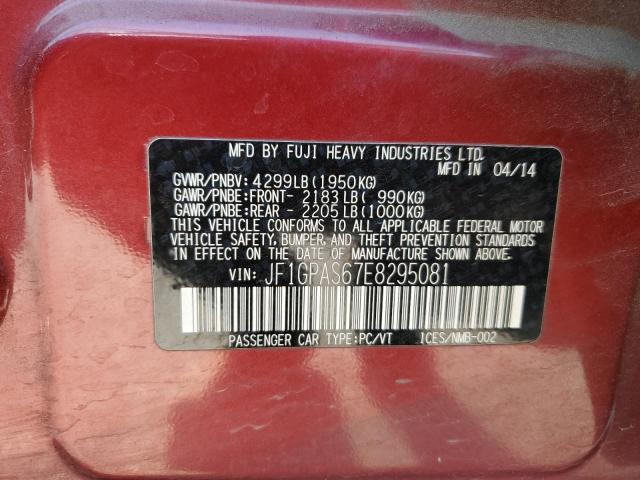 MFD BY FUJI HEAVY INDUSTRIES LTD.
MFD IN 04/14
GVWR/PNBV: 4299LB(1950KG)
GAWR/PNBE:FRONT- 2183LB( 990KG)
GAWR/PNBE:REAR - 2205LB(1000KG)
THIS VEHICLE CONFORMS TO ALL APPLICABLE FEDERAL MOTOR
VEHICLE SAFETY, BUMPER, AND THEFT PREVENTION STANDARDS
IN EFFECT ON THE DATE OF MANUFACTURE SHOWN ABOVE.
VIN: JF1GPAS67E8295081
PASSENGER CAR TYPE:PC/VT ICES/NMB-002